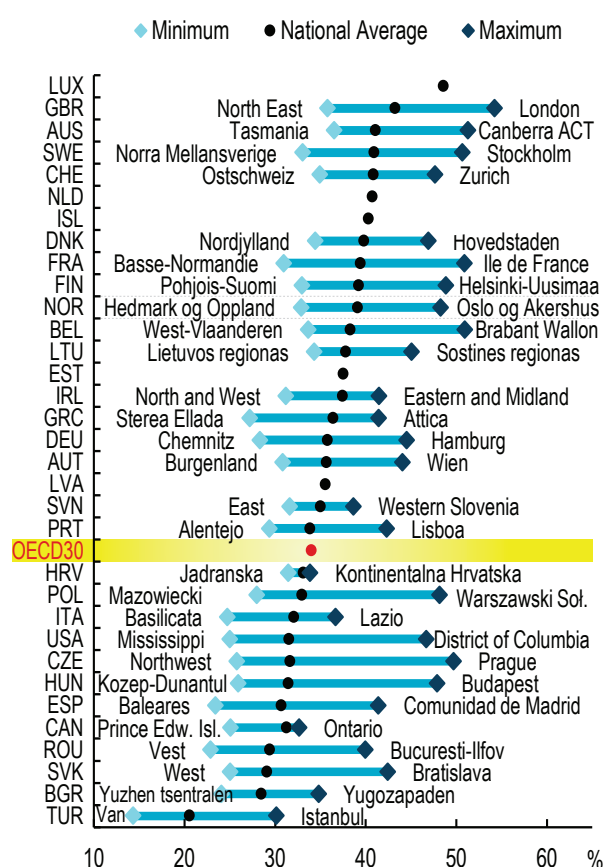 Minimum National Average Maximum
LUX
GBR North East London
AUS Tasmania Canberra ACT
SWE Norra Mellansverige Stockholm
CHE Ostschweiz Zurich
NLD
ISL
DNK Nordjylland Hovedstaden
FRA Basse-Normandie Ile de France
FIN Pohjois-Suomi Helsinki-Uusimaa
NOR Hedmark og Oppland Oslo og Akershus
BEL West-Vlaanderen Brabant Wallon
LTU Lietuvos regionas Sostines regionas
EST
IRL North and West Eastern and Midland
GRC Sterea Ellada Attica
DEU Chemnitz Hamburg
AUT Burgenland Wien
LVA
SVN East Western Slovenia
PRT Alentejo Lisboa
OECD30
HRV Jadranska Kontinentalna Hrvatska
POL Mazowiecki Warszawski Soł.
ITA Basilicata Lazio
USA Mississippi District of Columbia
CZE Northwest Prague
HUN Kozep-Dunantul Budapest
ESP Baleares Comunidad de Madrid
CAN Prince Edw. Isl. Ontario
ROU Vest Bucuresti-Ilfov
SVK West Bratislava
BGR Yuzhen tsentralen Yugozapaden
TUR Van Istanbul
10 20 30 40 50 60 %